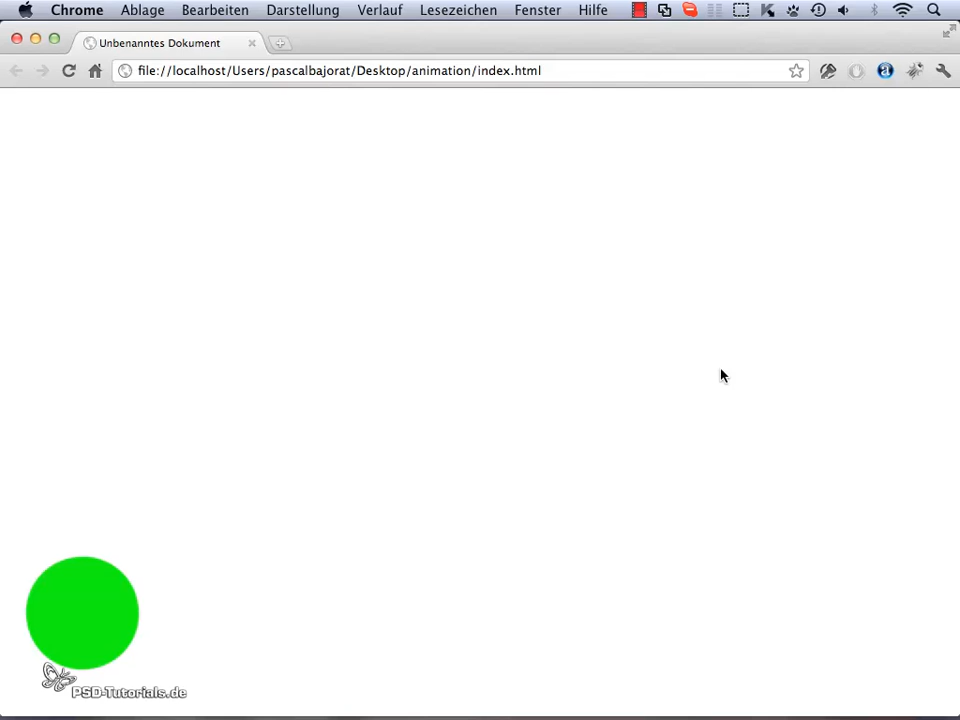 Chrome Ablage Bearbeiten Darstellung Verlauf Lesezeichen Fenster Hilfe
Unbenanntes Dokument
file://localhost/Users/pascalbajorat/Desktop/animation/index.html
PSD-Tutorials.de